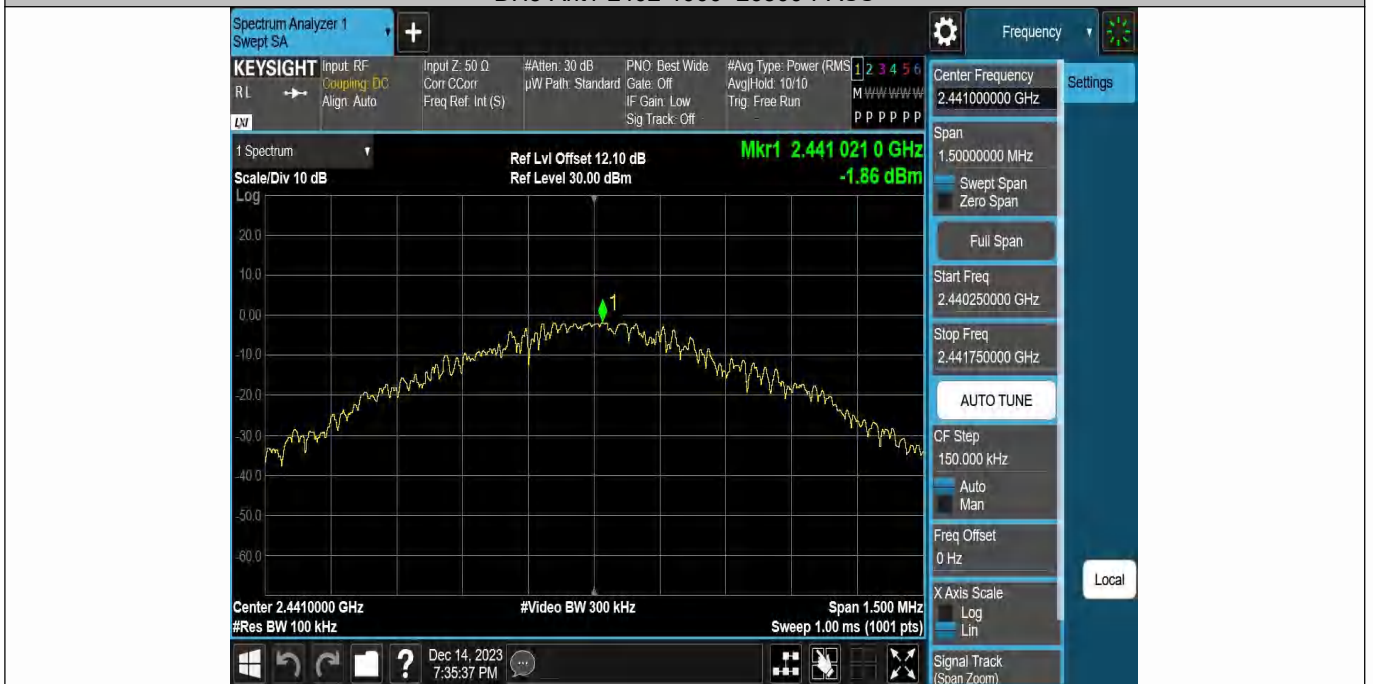 Spectrum Analyzer 1
Swept SA
+
Frequency
KEYSIGHT
RL
LXI
Input: RF
Coupling: DC
Align: Auto
Input Z: 50 Ω
Corr CCorr
Freq Ref: Int (S)
#Atten: 30 dB
µW Path: Standard
PNO: Best Wide
Gate: Off
IF Gain: Low
Sig Track: Off
#Avg Type: Power (RMS
Avg|Hold: 10/10
Trig: Free Run
1 2 3 4 5 6
M W W W W W
P P P P P P
Center Frequency
2.441000000 GHz
Settings
1 Spectrum
Scale/Div 10 dB
Log
Ref Lvl Offset 12.10 dB
Ref Level 30.00 dBm
Mkr1 2.441 021 0 GHz
-1.86 dBm
Span
1.50000000 MHz
Swept Span
Zero Span
Full Span
20.0
10.0
0.00
-10.0
-20.0
-30.0
-40.0
-50.0
-60.0
1
Start Freq
2.440250000 GHz
Stop Freq
2.441750000 GHz
AUTO TUNE
CF Step
150.000 kHz
Auto
Man
Freq Offset
0 Hz
Local
X Axis Scale
Log
Lin
Center 2.4410000 GHz
#Res BW 100 kHz
#Video BW 300 kHz
Span 1.500 MHz
Sweep 1.00 ms (1001 pts)
?
Dec 14, 2023
7:35:37 PM
Signal Track
(Span Zoom)